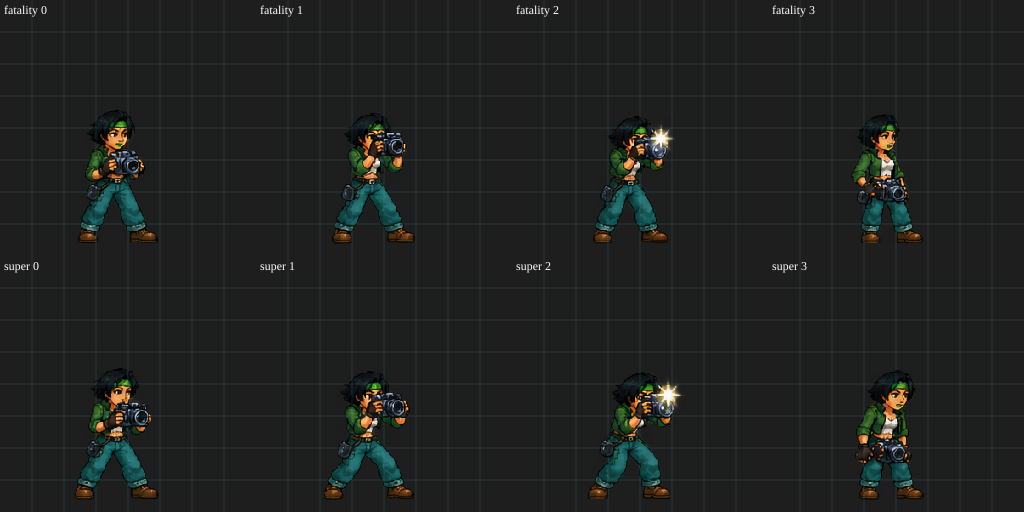 fatality 0
fatality 1
fatality 2
fatality 3
super 0
super 1
super 2
super 3